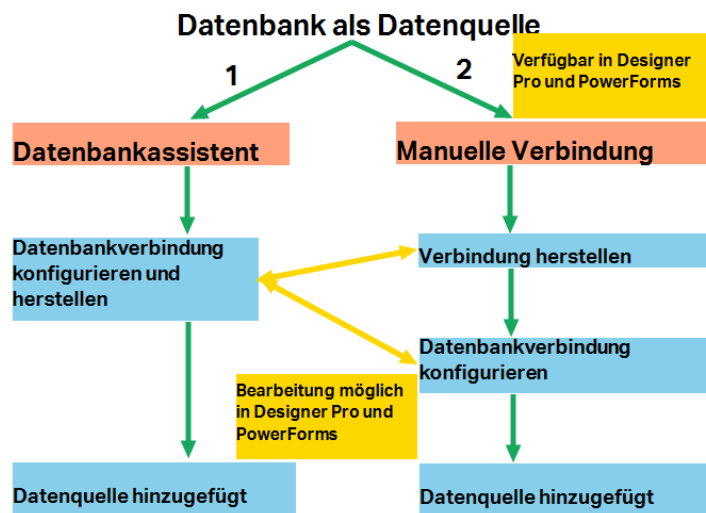 Datenbank als Datenquelle
1
2
Verfügbar in Designer
Pro und PowerForms
Datenbankassistent
Manuelle Verbindung
Datenbankverbindung
konfigurieren und
herstellen
Verbindung herstellen
Datenbankverbindung
konfigurieren
Bearbeitung möglich
in Designer Pro und
PowerForms
Datenquelle hinzugefügt
Datenquelle hinzugefügt